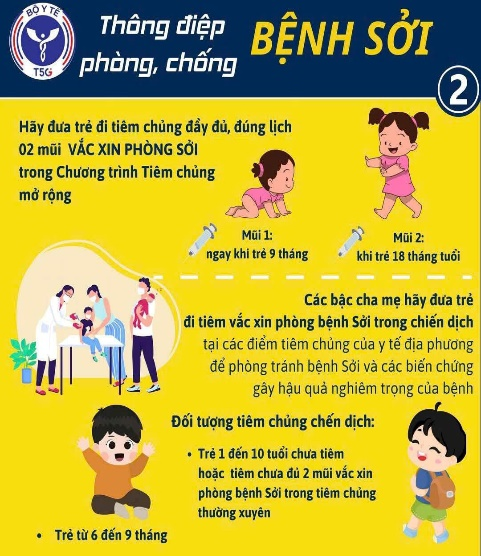 BỘ Y TẾ
T5G
Thông điệp
phòng, chống
BỆNH SỞI
2
Hãy đưa trẻ đi tiêm chủng đầy đủ, đúng lịch
02 mũi VẮC XIN PHÒNG SỞI
trong Chương trình Tiêm chủng
mở rộng
Mũi 1:
ngay khi trẻ 9 tháng
Mũi 2:
khi trẻ 18 tháng tuổi
Các bậc cha mẹ hãy đưa trẻ
đi tiêm vắc xin phòng bệnh Sởi trong chiến dịch
tại các điểm tiêm chủng của y tế địa phương
để phòng tránh bệnh Sởi và các biến chứng
gây hậu quả nghiêm trọng của bệnh
Đối tượng tiêm chủng chến dịch:
• Trẻ 1 đến 10 tuổi chưa tiêm
hoặc tiêm chưa đủ 2 mũi vắc xin
phòng bệnh Sởi trong tiêm chủng
thường xuyên
• Trẻ từ 6 đến 9 tháng